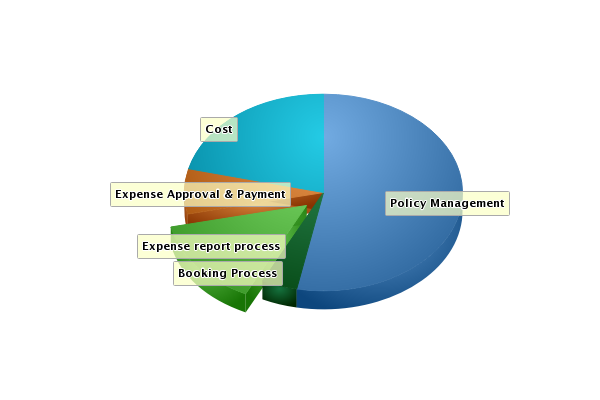 Cost
Expense Approval & Payment
Policy Management
Expense report process
Booking Process